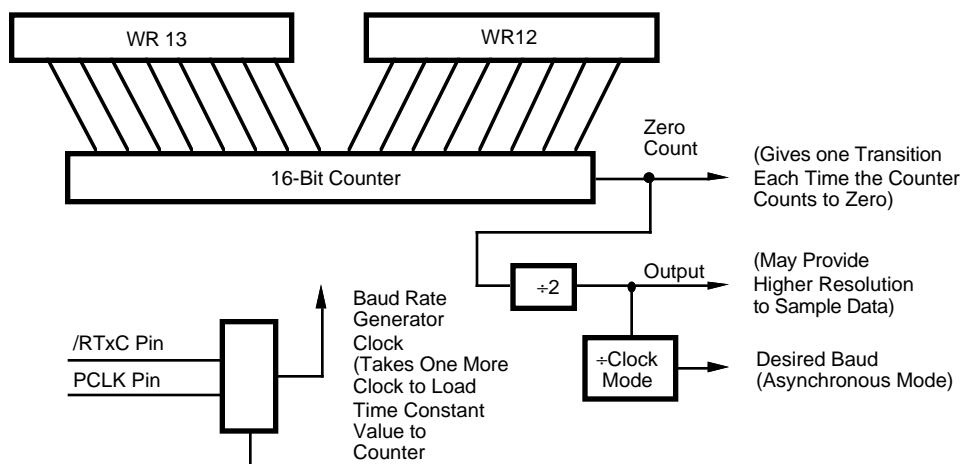 WR 13
WR12
16-Bit Counter
Zero
Count
(Gives one Transition
Each Time the Counter
Counts to Zero)
÷2
Output
(May Provide
Higher Resolution
to Sample Data)
÷Clock
Mode
Desired Baud
(Asynchronous Mode)
/RTxC Pin
PCLK Pin
Baud Rate
Generator
Clock
(Takes One More
Clock to Load
Time Constant
Value to
Counter